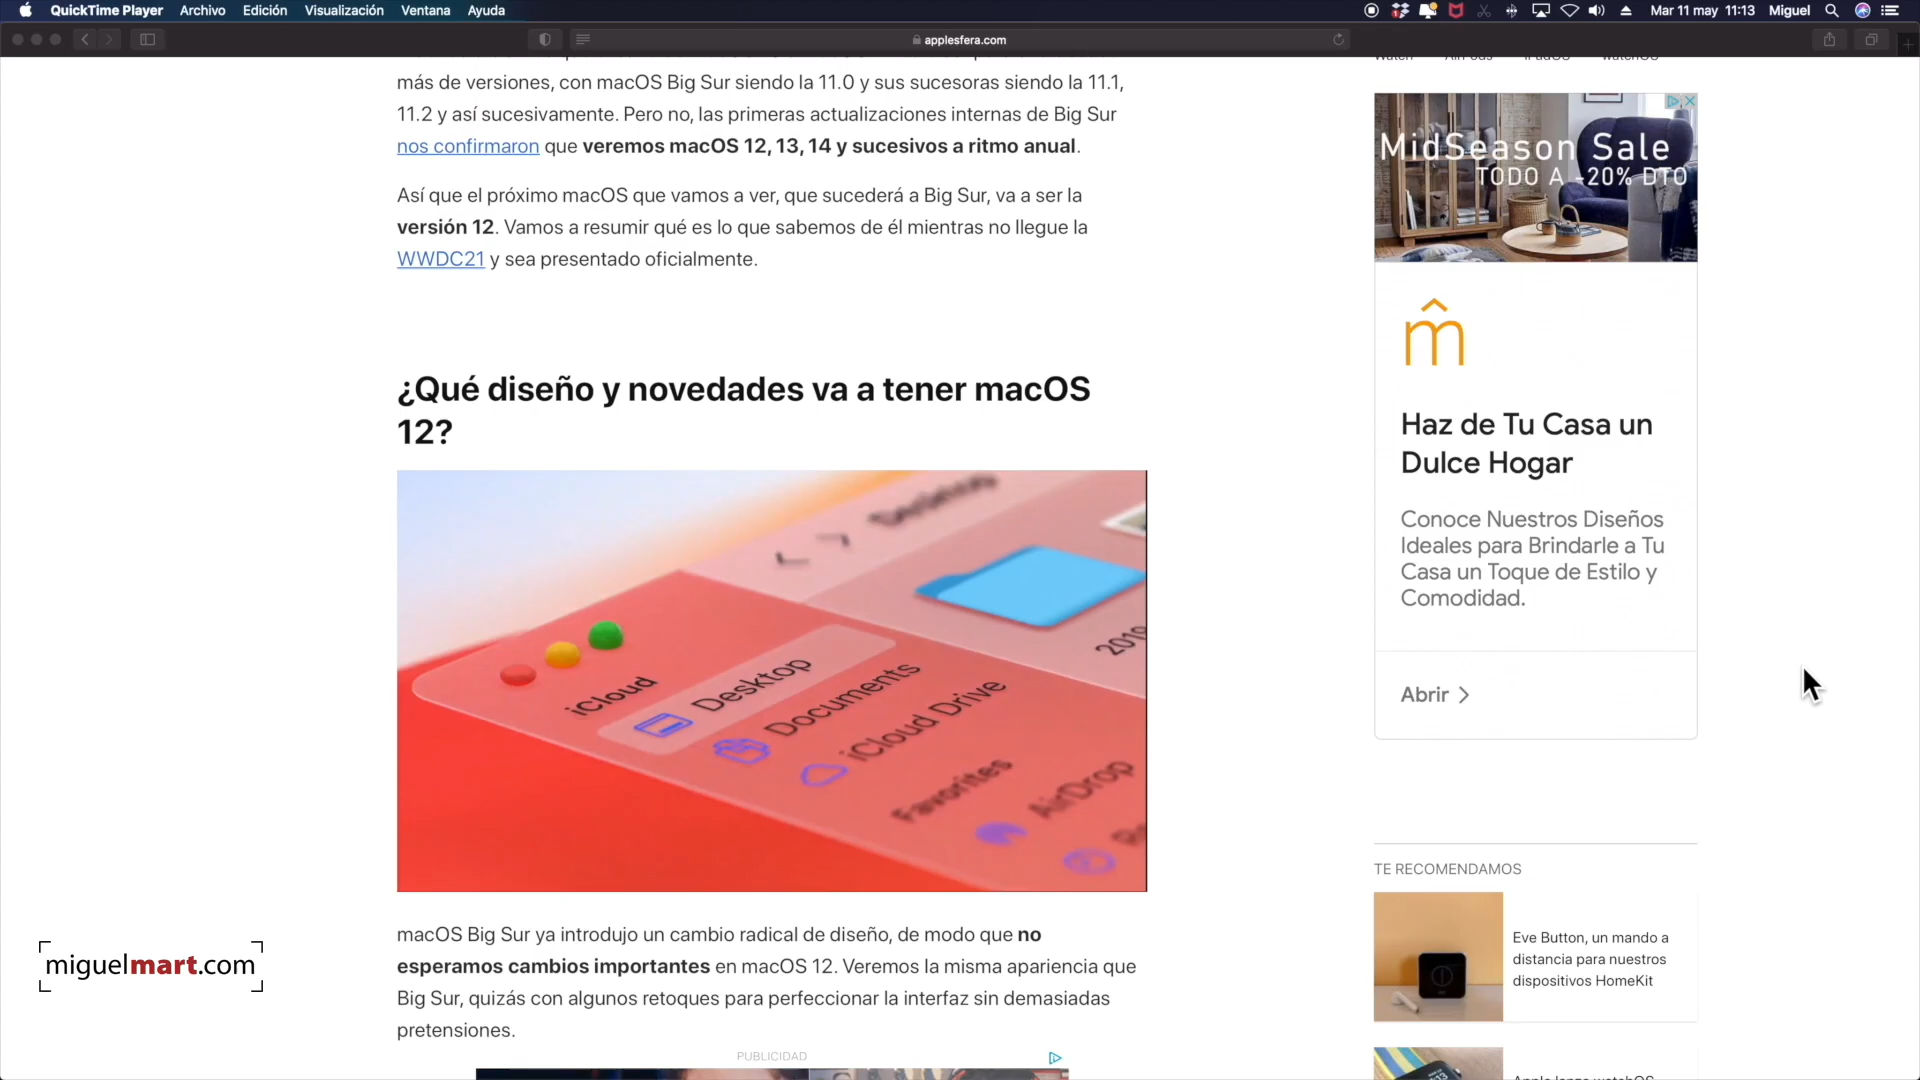 QuickTime Player Archivo Edición Visualización Ventana Ayuda
Mar 11 may 11:13 Miguel
applesfera.com
más de versiones, con macOS Big Sur siendo la 11.0 y sus sucesoras siendo la 11.1,
11.2 y así sucesivamente. Pero no, las primeras actualizaciones internas de Big Sur
nos confirmaron que veremos macOS 12, 13, 14 y sucesivos a ritmo anual.
Así que el próximo macOS que vamos a ver, que sucederá a Big Sur, va a ser la
versión 12. Vamos a resumir qué es lo que sabemos de él mientras no llegue la
WWDC21 y sea presentado oficialmente.
¿Qué diseño y novedades va a tener macOS
12?
Desktop
2019
iCloud
Desktop
Documents
iCloud Drive
Favorites
AirDrop
macOS Big Sur ya introdujo un cambio radical de diseño, de modo que no
esperamos cambios importantes en macOS 12. Veremos la misma apariencia que
Big Sur, quizás con algunos retoques para perfeccionar la interfaz sin demasiadas
pretensiones.
PUBLICIDAD
Watch AirPods iPadOS watchOS
MidSeason Sale
TODO A -20% DTO
m̂
Haz de Tu Casa un
Dulce Hogar
Conoce Nuestros Diseños
Ideales para Brindarle a Tu
Casa un Toque de Estilo y
Comodidad.
Abrir
TE RECOMENDAMOS
Eve Button, un mando a
distancia para nuestros
dispositivos HomeKit
Apple lanza watchOS
miguelmart.com